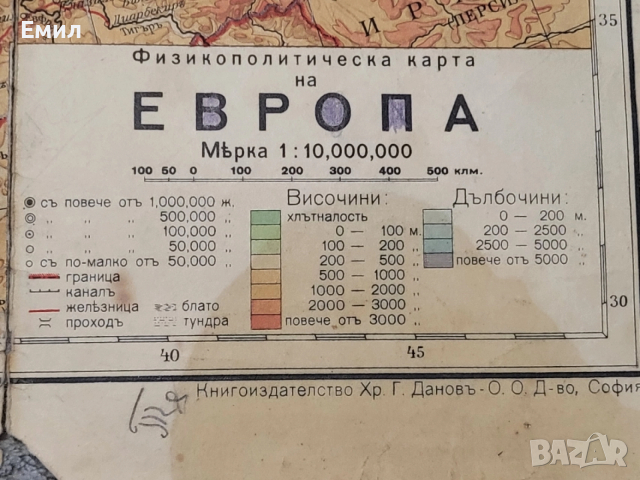 Емил
Диарбекиръ
Тигъръ
И Р
ПЕРСИ
35
Физикополитическа карта
на
ЕВРОПА
Мѣрка 1 : 10,000,000
100 50 0 100 200 300 400 500 клм.
съ повече отъ 1,000,000 ж.
„ „ „ 500,000 „
„ „ „ 100,000 „
„ „ „ 50,000 „
съ по-малко отъ 50,000 „
граница
каналъ
желѣзница
проходъ
блато
тундра
Височини:
хлътналость
0 — 100 м.
100 — 200 „
200 — 500 „
500 — 1000 „
1000 — 2000 „
2000 — 3000 „
повече отъ 3000 „
Дълбочини:
0 — 200 м.
200 — 2500 „
2500 — 5000 „
повече отъ 5000 „
30
40 45
Книгоиздателство Хр. Г. Дановъ - О. О. Д-во, София
BAZAR